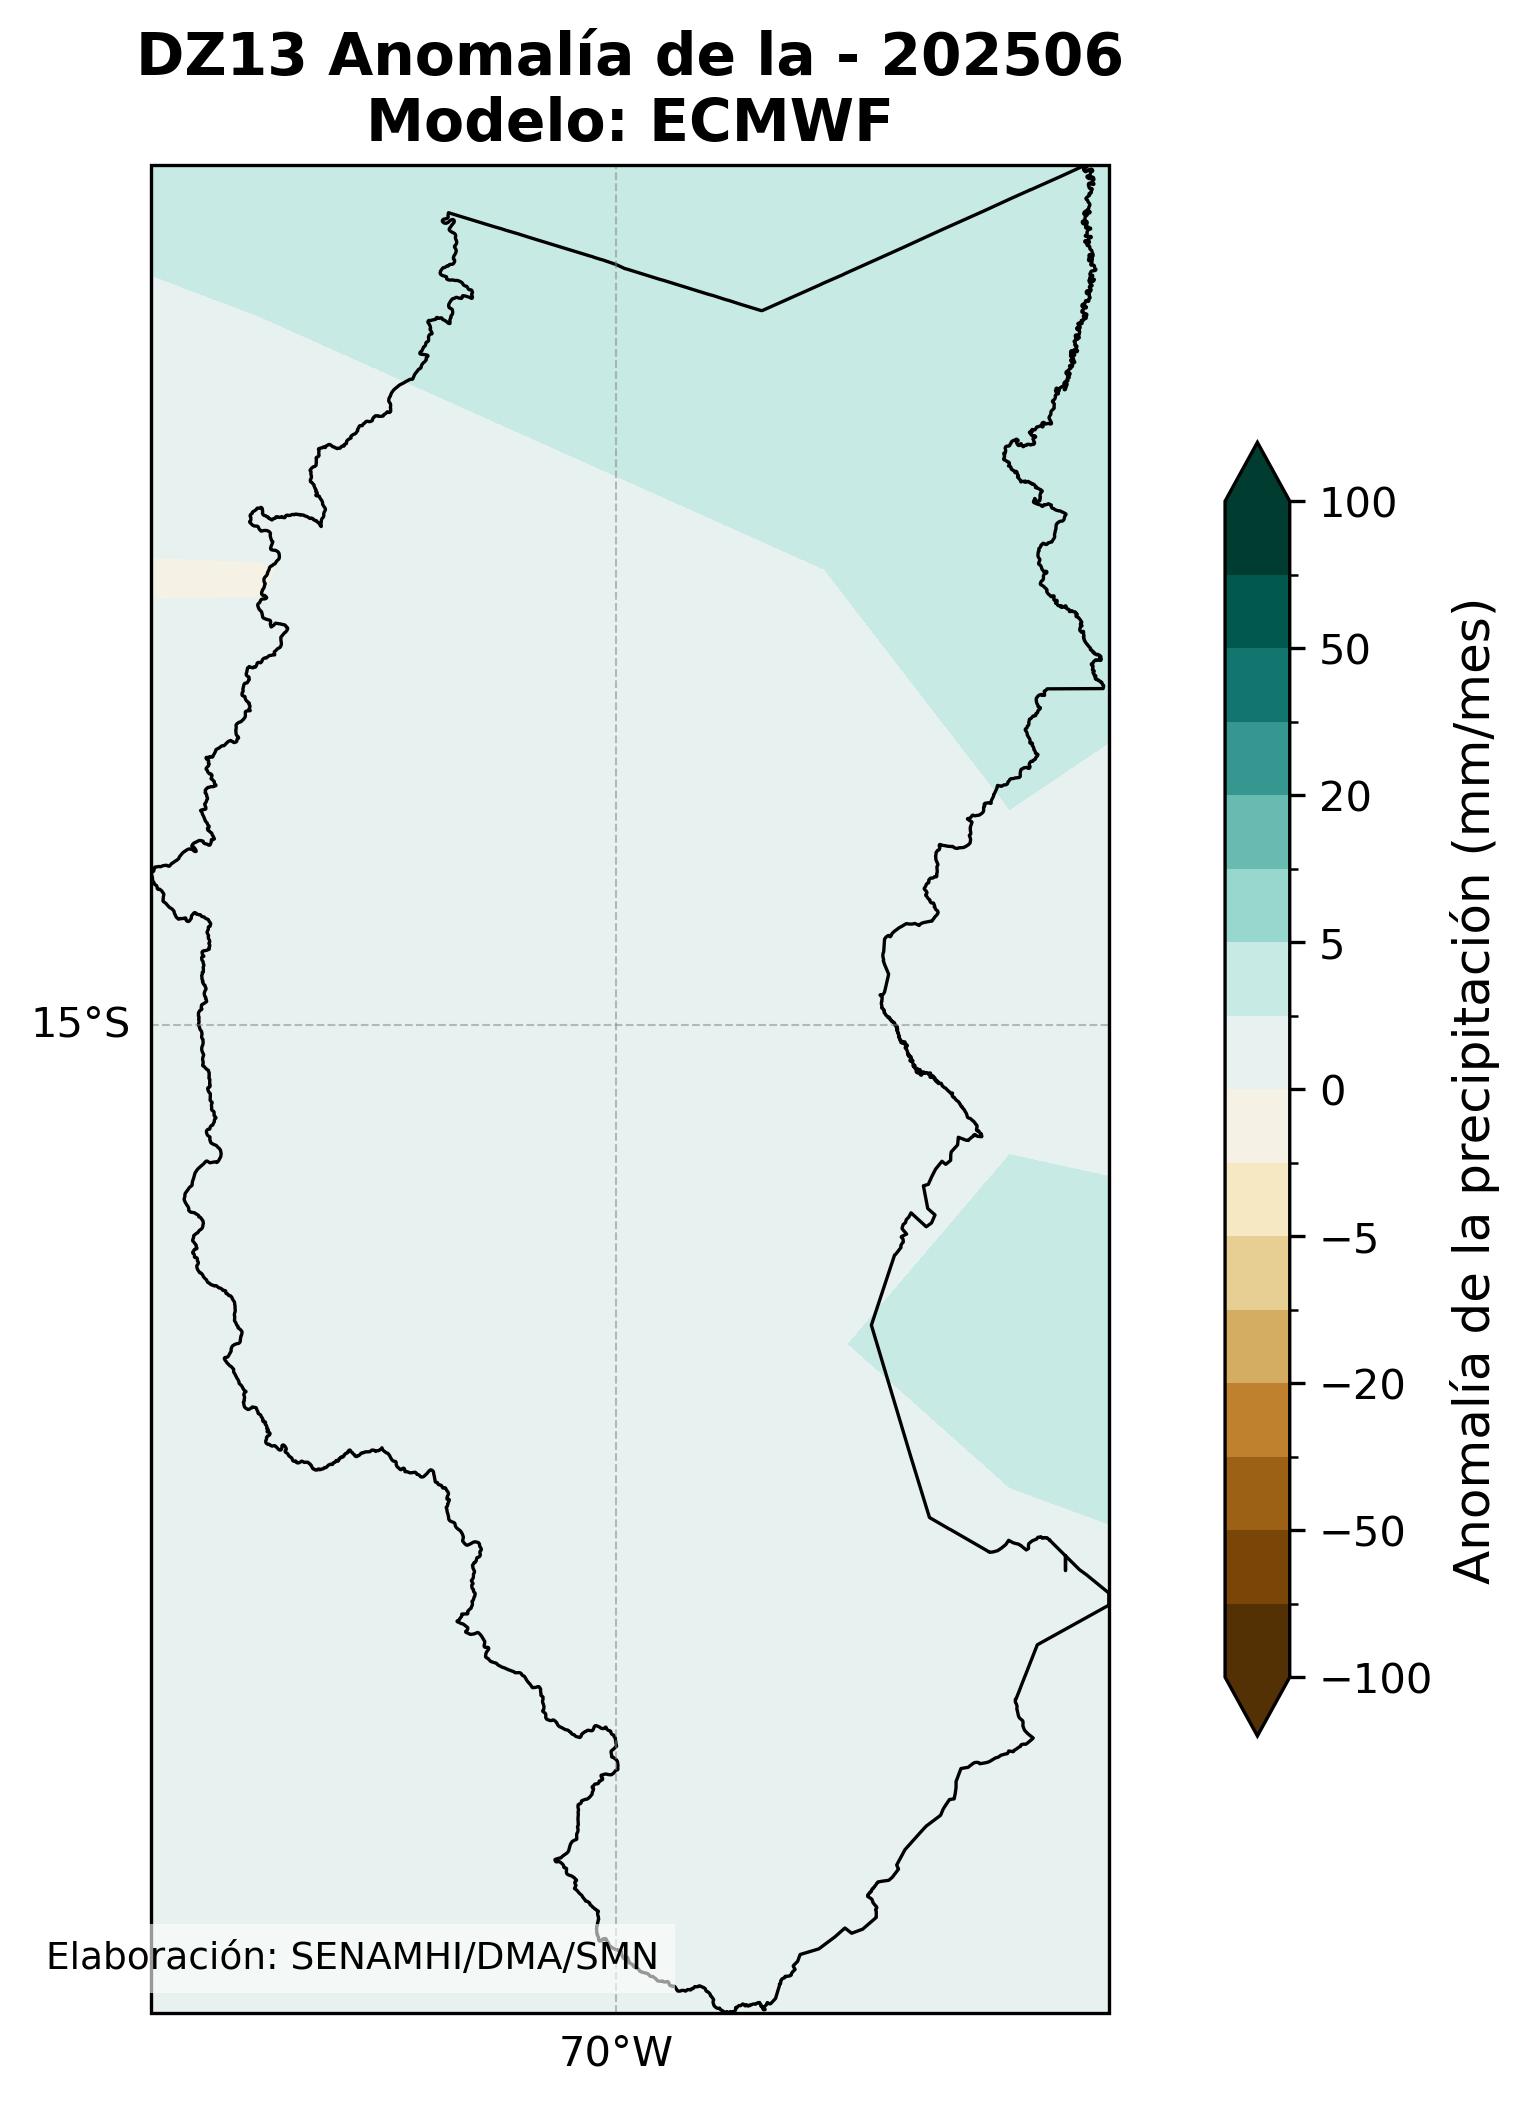 DZ13 Anomalía de la - 202506
Modelo: ECMWF
100
50
20
5
0
−5
−20
−50
−100
Anomalía de la precipitación (mm/mes)
15°S
Elaboración: SENAMHI/DMA/SMN
70°W